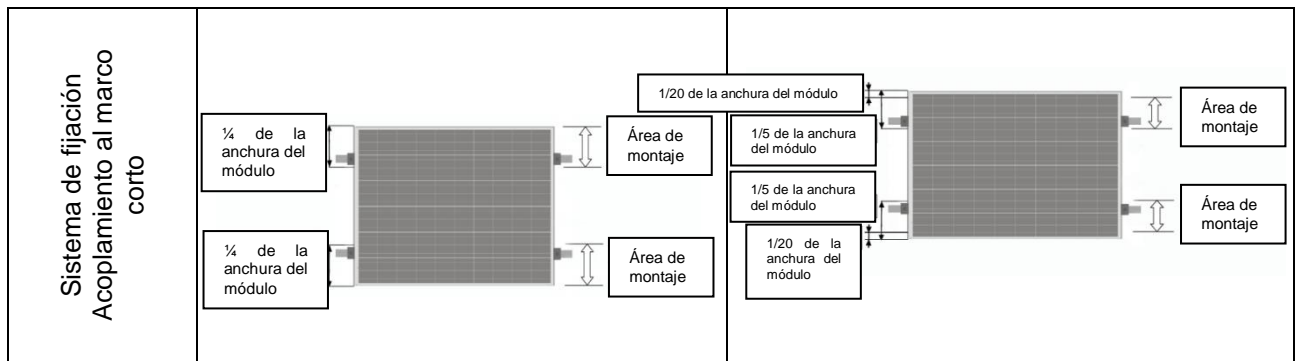 Sistema de fijación
Acoplamiento al marco
corto
¼ de la
anchura del
módulo
¼ de la
anchura del
módulo
Área de
montaje
Área de
montaje
1/20 de la anchura del módulo
1/5 de la anchura
del módulo
1/5 de la anchura
del módulo
1/20 de la
anchura del
módulo
Área de
montaje
Área de
montaje